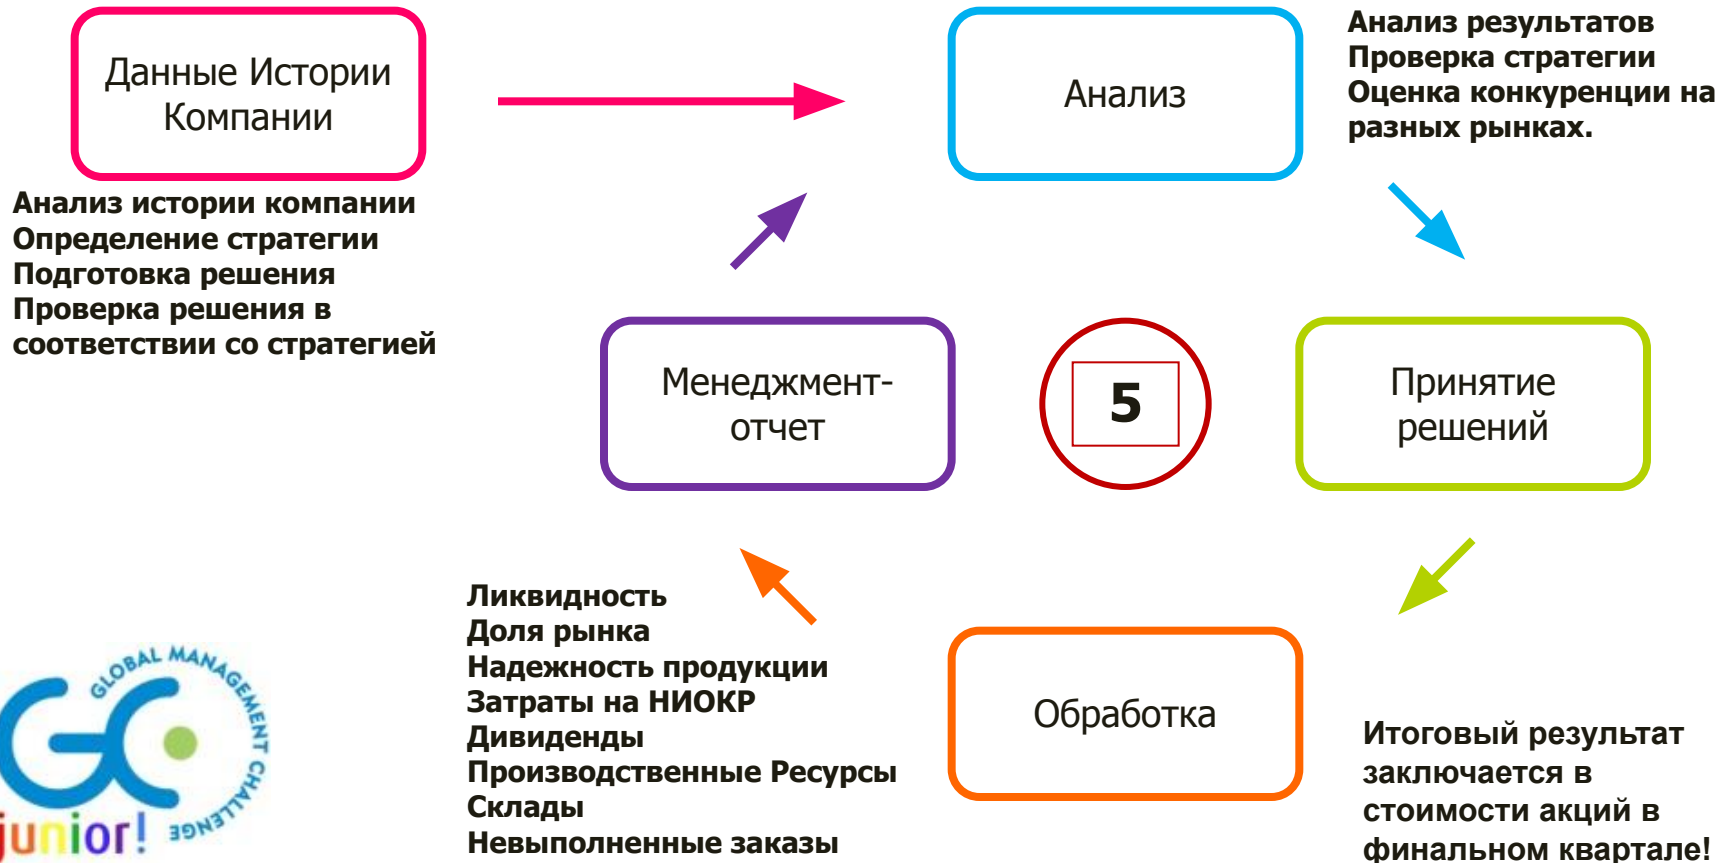 Данные Истории
Компании
Анализ
Анализ результатов
Проверка стратегии
Оценка конкуренции на
разных рынках.
Анализ истории компании
Определение стратегии
Подготовка решения
Проверка решения в
соответствии со стратегией
Менеджмент-
отчет
5
Принятие
решений
Ликвидность
Доля рынка
Надежность продукции
Затраты на НИОКР
Дивиденды
Производственные Ресурсы
Склады
Невыполненные заказы
Обработка
Итоговый результат
заключается в
стоимости акций в
финальном квартале!
GLOBAL MANAGEMENT CHALLENGE
GC
junior!